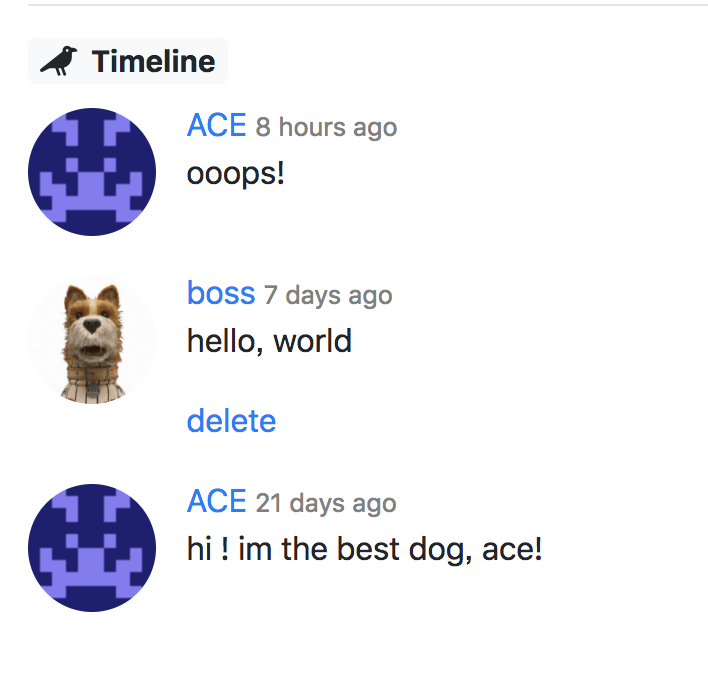 Timeline
ACE 8 hours ago
ooops!
boss 7 days ago
hello, world
delete
ACE 21 days ago
hi ! im the best dog, ace!